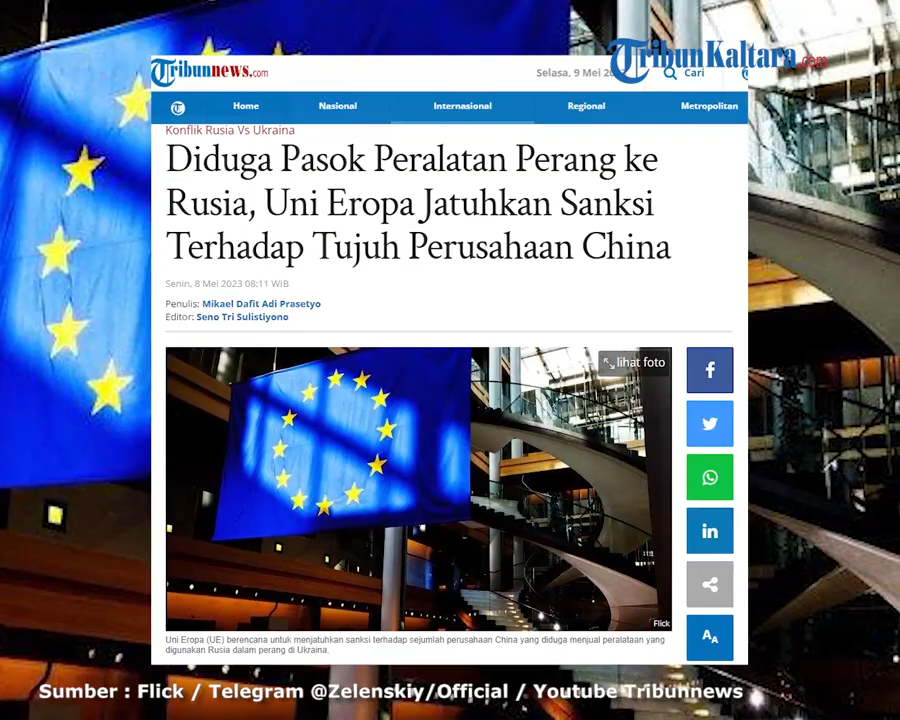 Tribunnews.com
Selasa, 9 Mei
Cari
TribunKaltara.com
Home
Nasional
Internasional
Regional
Metropolitan
Konflik Rusia Vs Ukraina
Diduga Pasok Peralatan Perang ke
Rusia, Uni Eropa Jatuhkan Sanksi
Terhadap Tujuh Perusahaan China
Senin, 8 Mei 2023 08:11 WIB
Penulis: Mikael Dafit Adi Prasetyo
Editor: Seno Tri Sulistiyono
lihat foto
Flick
Uni Eropa (UE) berencana untuk menjatuhkan sanksi terhadap sejumlah perusahaan China yang diduga menjual peralataan yang
digunakan Rusia dalam perang di Ukraina.
AA
Sumber : Flick / Telegram @Zelenskiy/Official / Youtube Tribunnews